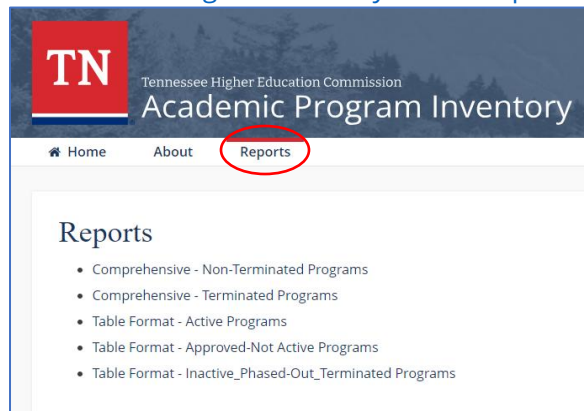 TN
Tennessee Higher Education Commission
Academic Program Inventory
Home About Reports
Reports
• Comprehensive - Non-Terminated Programs
• Comprehensive - Terminated Programs
• Table Format - Active Programs
• Table Format - Approved-Not Active Programs
• Table Format - Inactive_Phased-Out_Terminated Programs